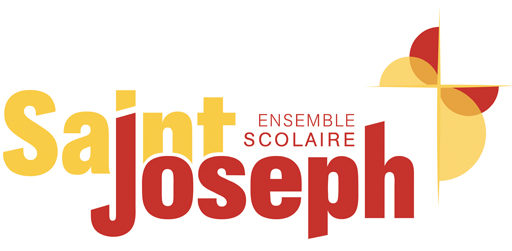 Saint
ENSEMBLE
SCOLAIRE
Joseph